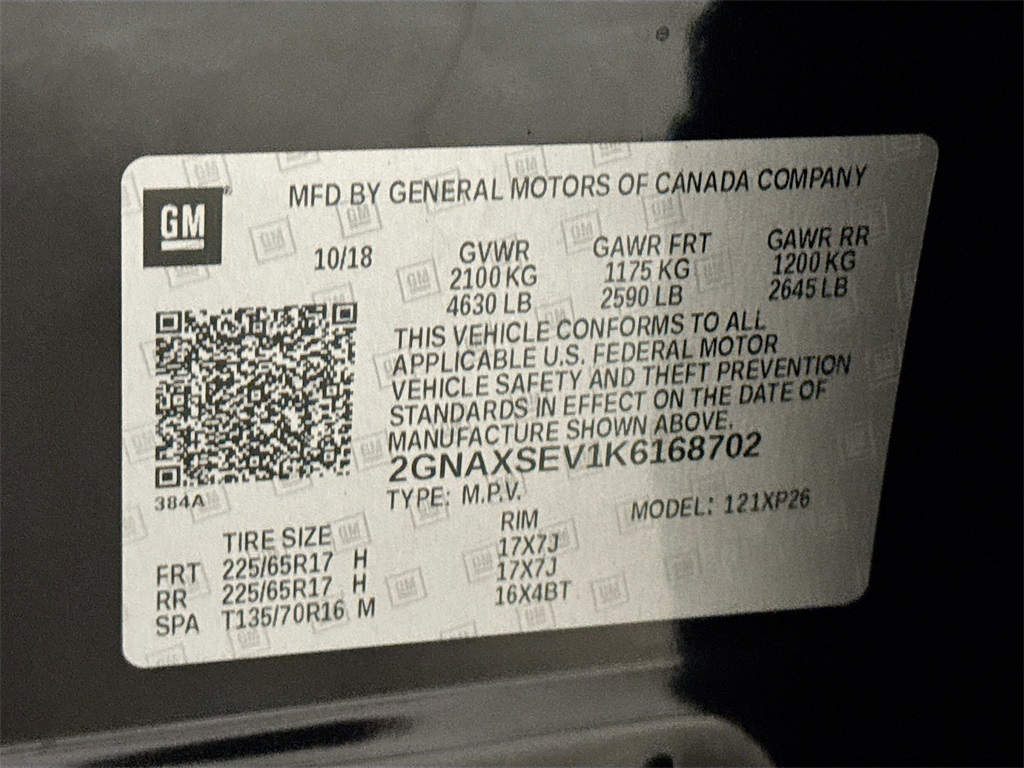 GM
MFD BY GENERAL MOTORS OF CANADA COMPANY
10/18 GVWR GAWR FRT GAWR RR
2100 KG 1175 KG 1200 KG
4630 LB 2590 LB 2645 LB
THIS VEHICLE CONFORMS TO ALL
APPLICABLE U.S. FEDERAL MOTOR
VEHICLE SAFETY AND THEFT PREVENTION
STANDARDS IN EFFECT ON THE DATE OF
MANUFACTURE SHOWN ABOVE.
2GNAXSEV1K6168702
384A
TYPE: M.P.V. MODEL: 121XP26
TIRE SIZE RIM
FRT 225/65R17 H 17X7J
RR 225/65R17 H 17X7J
SPA T135/70R16 M 16X4BT